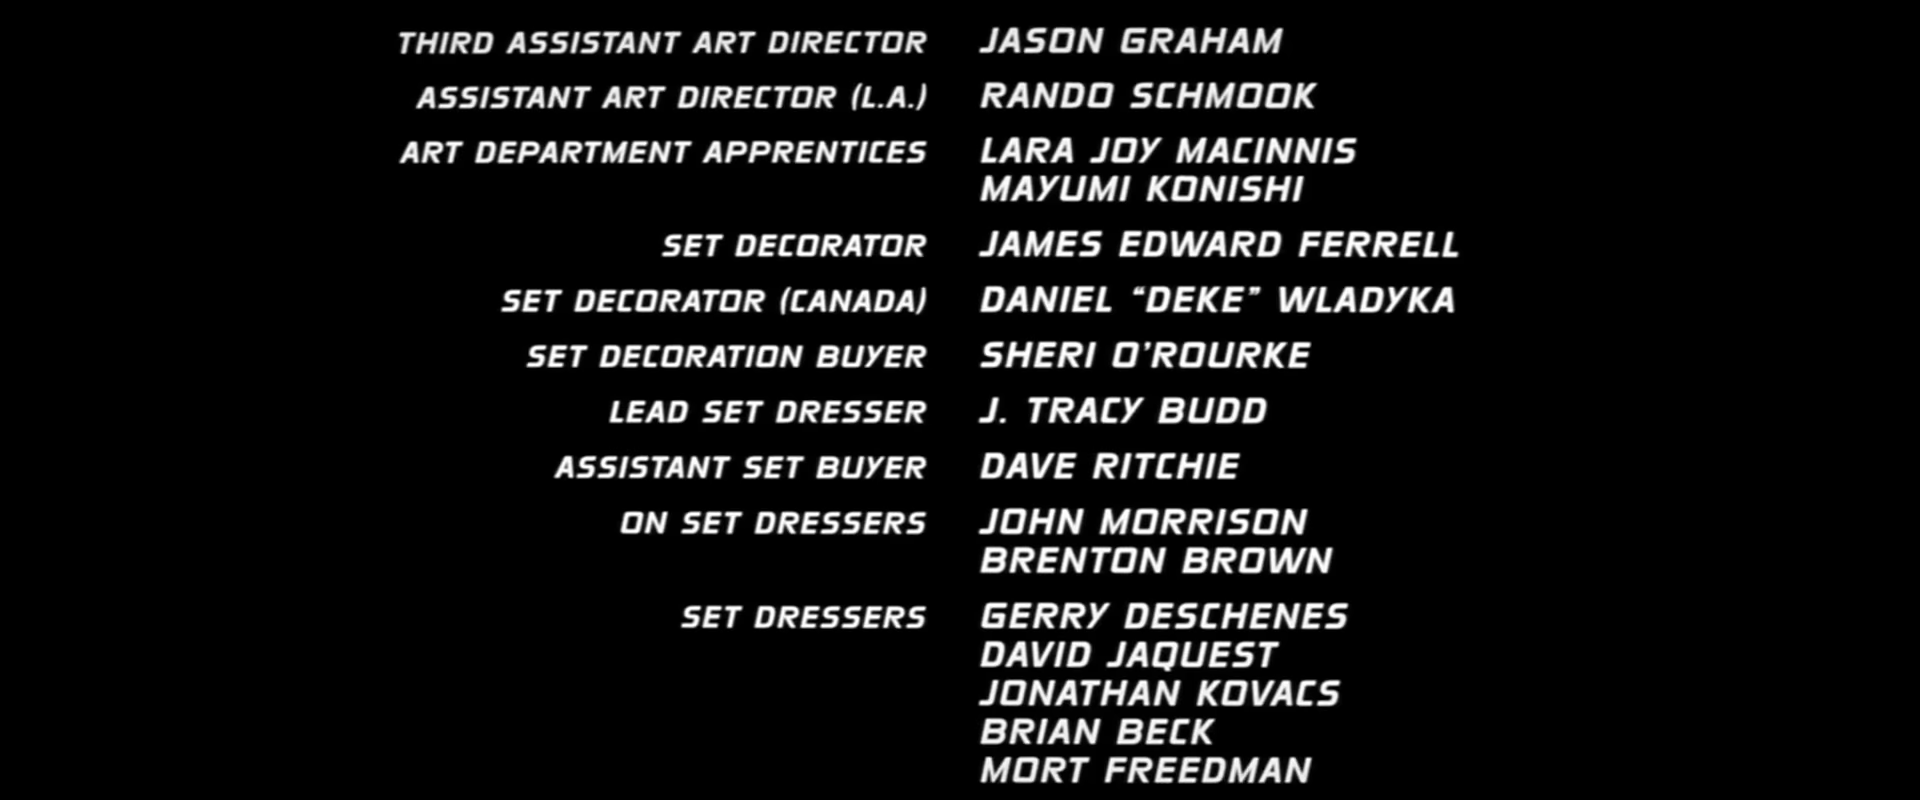 THIRD ASSISTANT ART DIRECTOR JASON GRAHAM
ASSISTANT ART DIRECTOR (L.A.) RANDO SCHMOOK
ART DEPARTMENT APPRENTICES LARA JOY MACINNIS
MAYUMI KONISHI
SET DECORATOR JAMES EDWARD FERRELL
SET DECORATOR (CANADA) DANIEL “DEKE” WLADYKA
SET DECORATION BUYER SHERI O’ROURKE
LEAD SET DRESSER J. TRACY BUDD
ASSISTANT SET BUYER DAVE RITCHIE
ON SET DRESSERS JOHN MORRISON
BRENTON BROWN
SET DRESSERS GERRY DESCHENES
DAVID JAQUEST
JONATHAN KOVACS
BRIAN BECK
MORT FREEDMAN